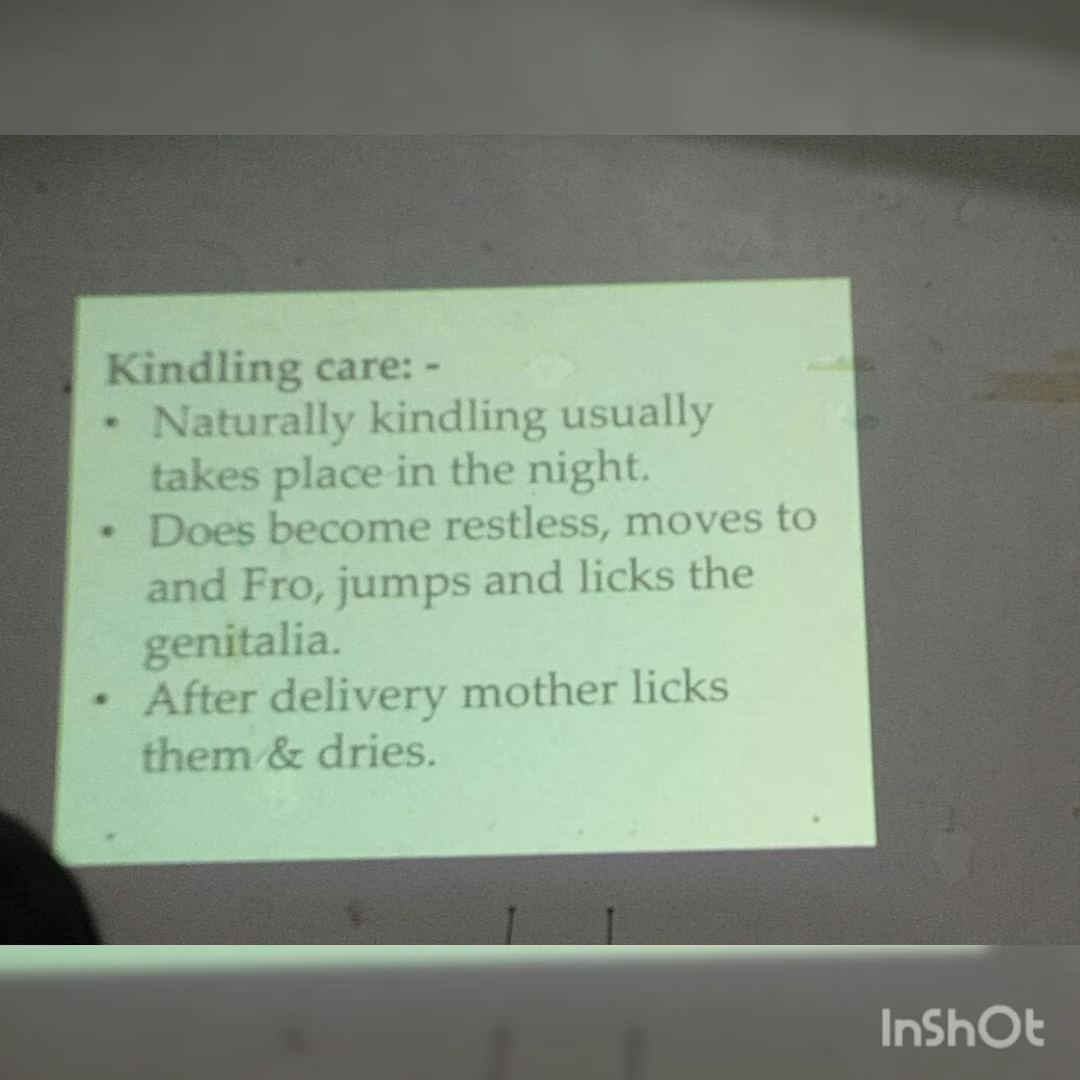 Kindling care: -
• Naturally kindling usually
takes place in the night.
• Does become restless, moves to
and Fro, jumps and licks the
genitalia.
• After delivery mother licks
them & dries.
InShOt